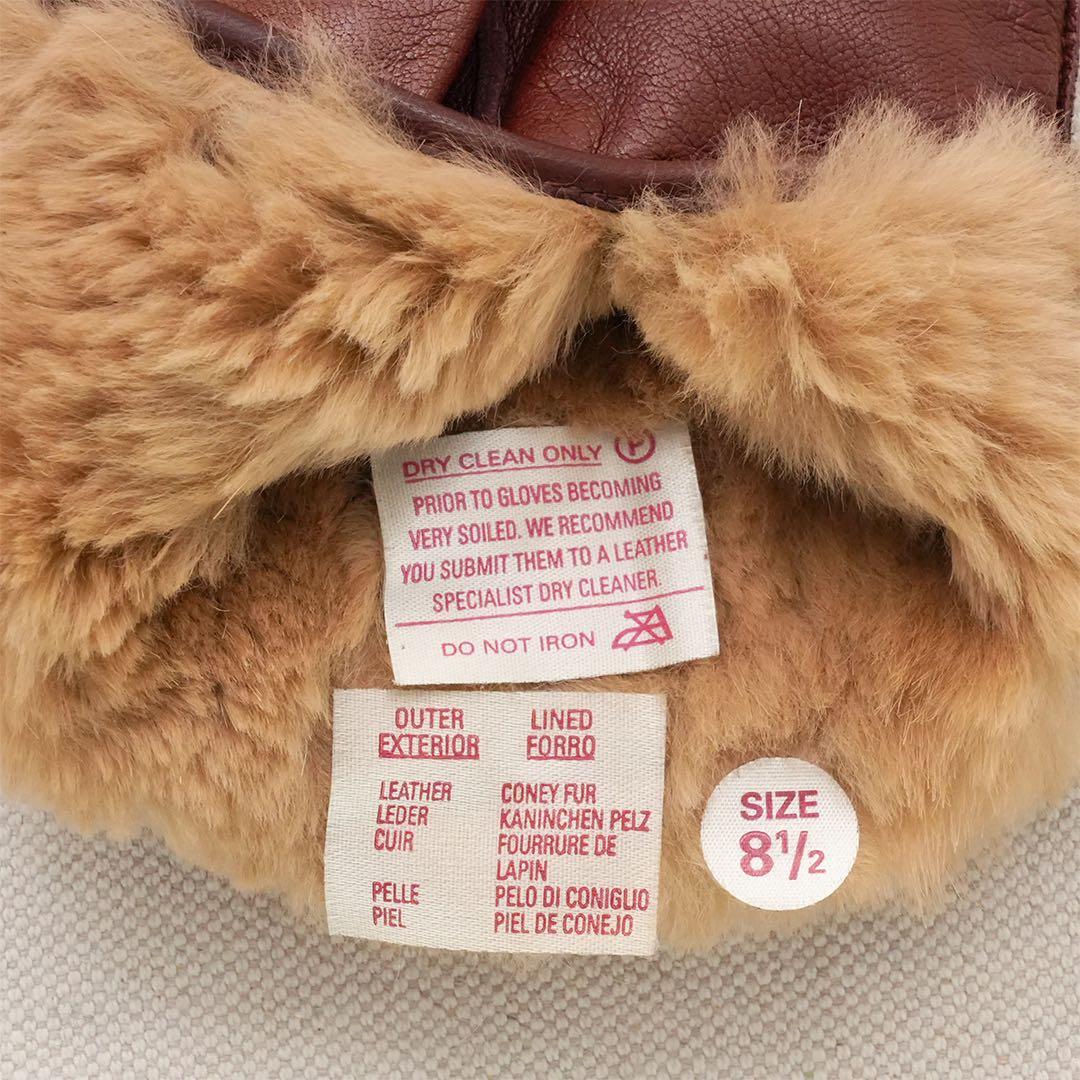 DRY CLEAN ONLY P
PRIOR TO GLOVES BECOMING
VERY SOILED. WE RECOMMEND
YOU SUBMIT THEM TO A LEATHER
SPECIALIST DRY CLEANER.
DO NOT IRON
OUTER
EXTERIOR
LINED
FORRO
LEATHER
LEDER
CUIR
PELLE
PIEL
CONEY FUR
KANINCHEN PELZ
FOURRURE DE
LAPIN
PELO DI CONIGLIO
PIEL DE CONEJO
SIZE
8 1/2